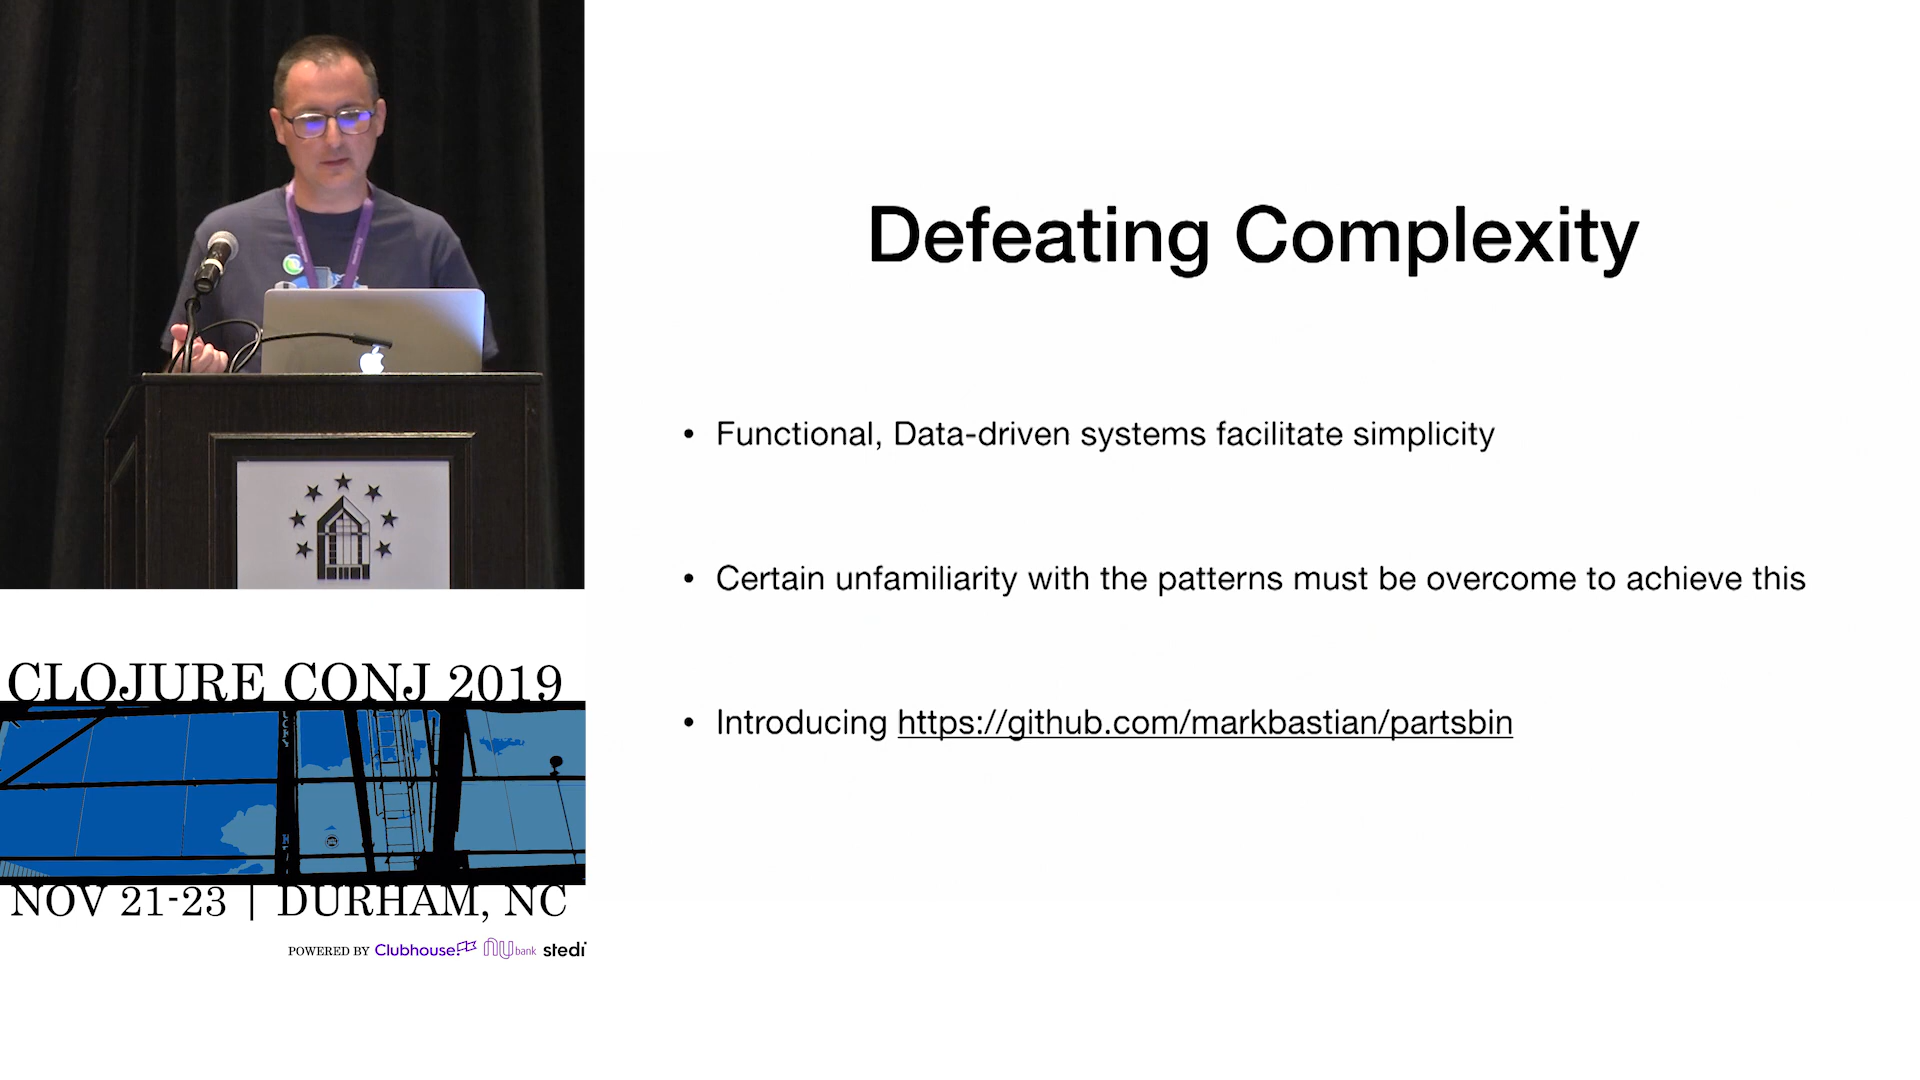 Defeating Complexity
• Functional, Data-driven systems facilitate simplicity
• Certain unfamiliarity with the patterns must be overcome to achieve this
• Introducing https://github.com/markbastian/partsbin
CLOJURE CONJ 2019
NOV 21-23 | DURHAM, NC
POWERED BY Clubhouse nu bank stedi